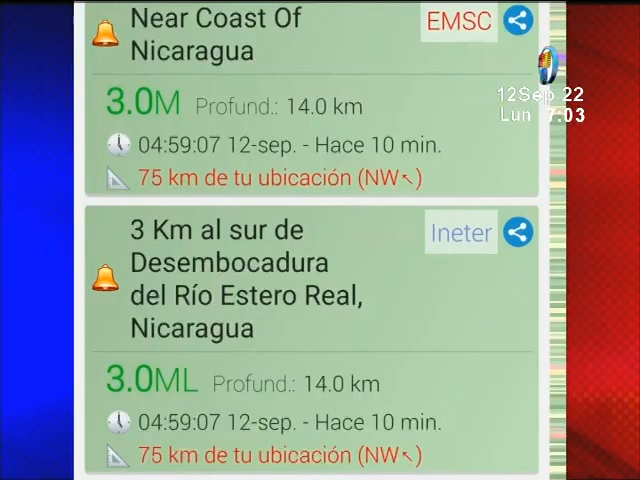 Near Coast Of
Nicaragua
EMSC
3.0M Profund.: 14.0 km
04:59:07 12-sep. - Hace 10 min.
75 km de tu ubicación (NW↖)
12Sep 22
Lun 7:03
3 Km al sur de
Desembocadura
del Río Estero Real,
Nicaragua
Ineter
3.0ML Profund.: 14.0 km
04:59:07 12-sep. - Hace 10 min.
75 km de tu ubicación (NW↖)